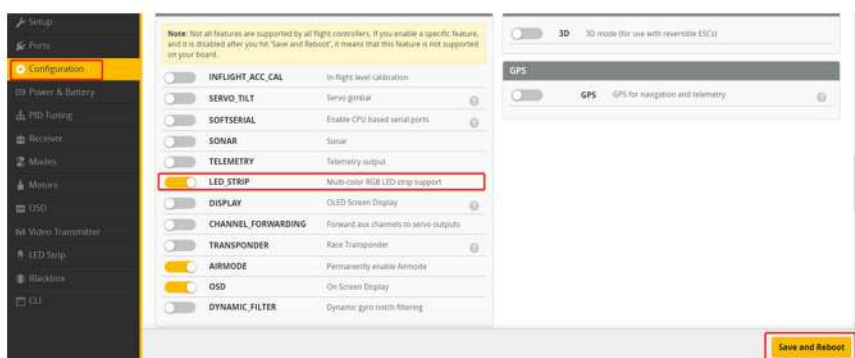 Setup
Ports
Configuration
Power & Battery
PID Tuning
Receiver
Modes
Motors
OSD
Video Transmitter
LED Strip
Blackbox
CLI
Note: Not all features are supported by all flight controllers. If you enable a specific feature,
and it is disabled after you hit 'Save and Reboot', it means that this feature is not supported
on your board.
INFLIGHT_ACC_CAL In-flight level calibration
SERVO_TILT Servo gimbal
SOFTSERIAL Enable CPU based serial ports
SONAR Sonar
TELEMETRY Telemetry output
LED_STRIP Multi-color RGB LED strip support
DISPLAY OLED Screen Display
CHANNEL_FORWARDING Forward aux channels to servo outputs
TRANSPONDER Race Transponder
AIRMODE Permanently enable Airmode
OSD On Screen Display
DYNAMIC_FILTER Dynamic gyro notch filtering
3D 3D mode (for use with reversible ESCs)
GPS
GPS GPS for navigation and telemetry
Save and Reboot